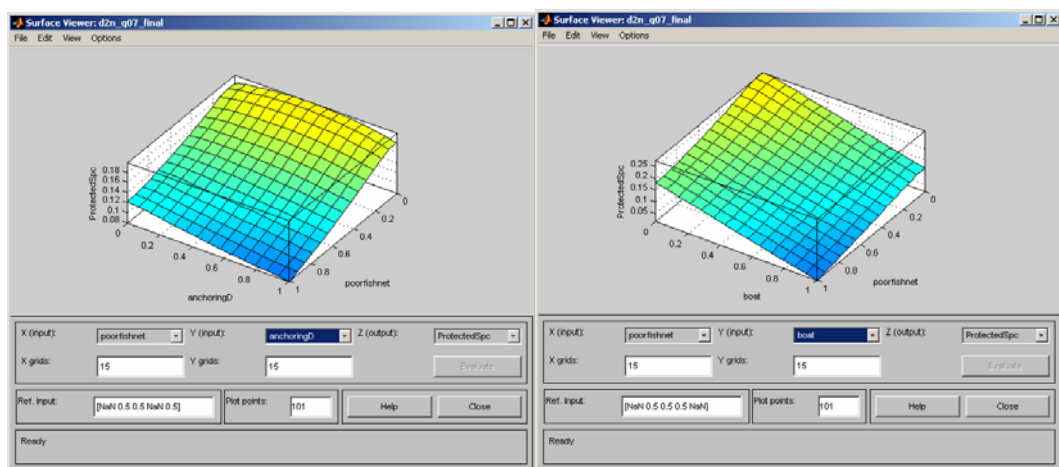 Surface Viewer: d2n_q07_final
File Edit View Options
0.18
0.16
0.14
0.12
0.1
0.08
ProtectedSpc
0
0.2
0.4
0.6
0.8
1
anchoringD
0
0.2
0.4
0.6
0.8
1
poorfishnet
X (input): poorfishnet Y (input): anchoringD Z (output): ProtectedSpc
X grids: 15 Y grids: 15 Evaluate
Ref. Input: [NaN 0.5 0.5 NaN 0.5] Plot points: 101 Help Close
Ready
Surface Viewer: d2n_q07_final
File Edit View Options
0.25
0.2
0.15
0.1
0.05
ProtectedSpc
0
0.2
0.4
0.6
0.8
1
boat
0
0.2
0.4
0.6
0.8
1
poorfishnet
X (input): poorfishnet Y (input): boat Z (output): ProtectedSpc
X grids: 15 Y grids: 15 Evaluate
Ref. Input: [NaN 0.5 0.5 0.5 NaN] Plot points: 101 Help Close
Ready